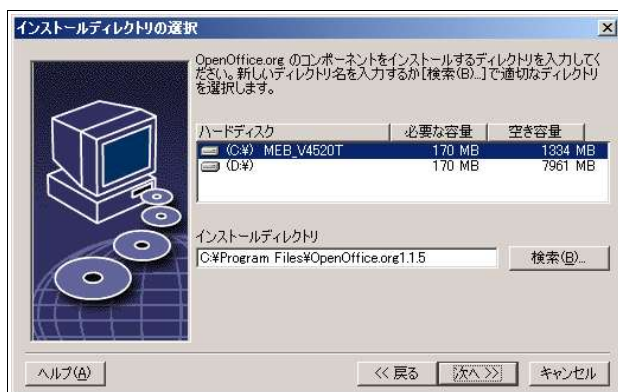 インストールディレクトリの選択
OpenOffice.org のコンポーネントをインストールするディレクトリを入力してく
ださい。新しいディレクトリ名を入力するか[検索(B)...]で適切なディレクトリ
を選択します。
ハードディスク 必要な容量 空き容量
(C:¥) MEB_V4520T 170 MB 1334 MB
(D:¥) 170 MB 7961 MB
インストールディレクトリ
C:¥Program Files¥OpenOffice.org1.1.5 検索(B)...
ヘルプ(A) << 戻る 次へ >> キャンセル